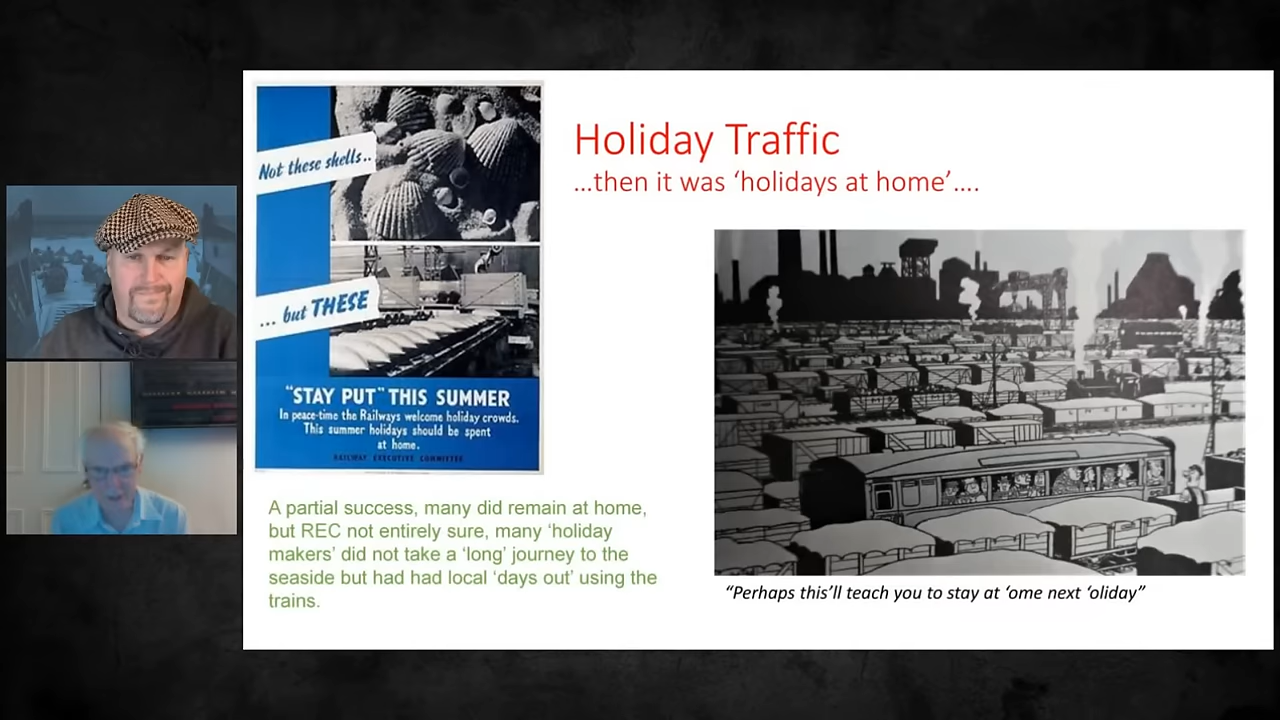 Holiday Traffic
...then it was ‘holidays at home’....
Not these shells..
... but THESE
"STAY PUT" THIS SUMMER
In peace-time the Railways welcome holiday crowds.
This summer holidays should be spent
at home.
RAILWAY EXECUTIVE COMMITTEE
A partial success, many did remain at home,
but REC not entirely sure, many ‘holiday
makers’ did not take a ‘long’ journey to the
seaside but had had local ‘days out’ using the
trains.
“Perhaps this’ll teach you to stay at ‘ome next ‘oliday”